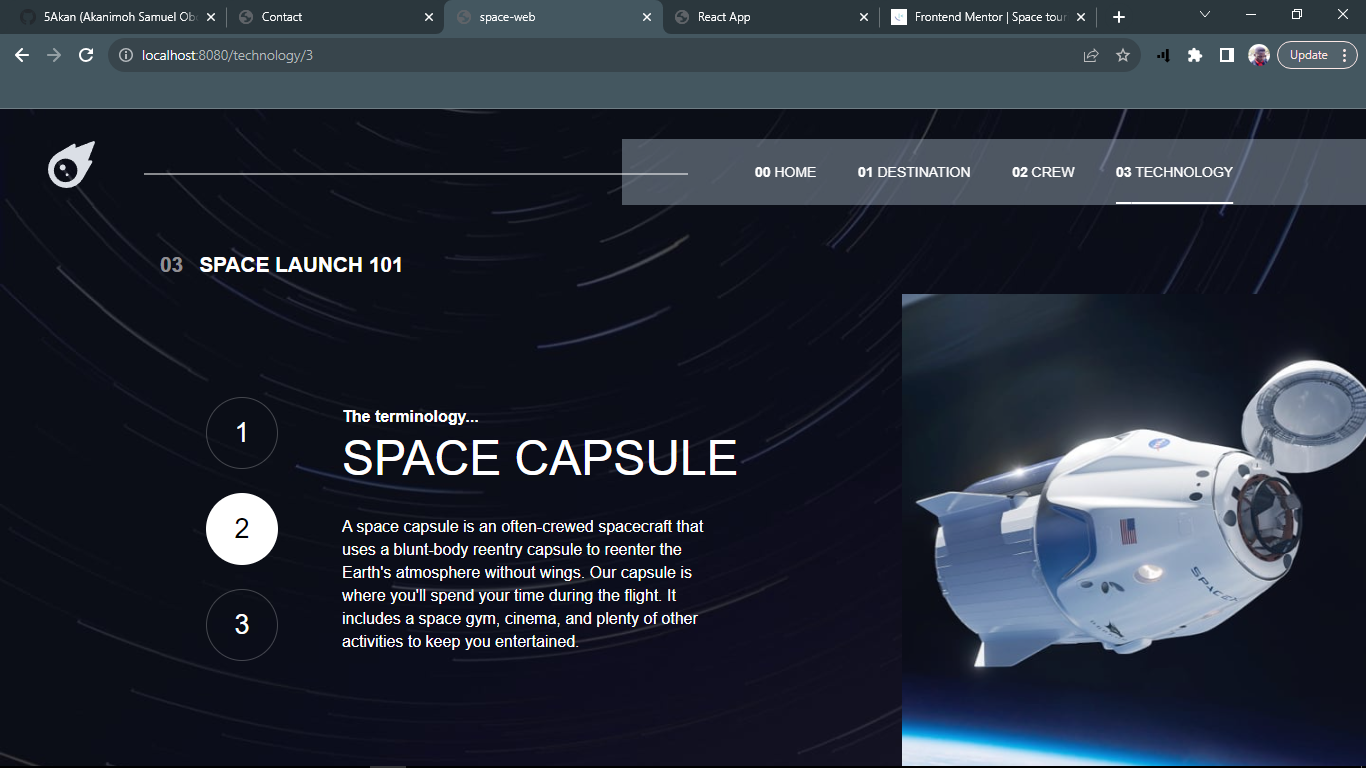 5Akan (Akanimoh Samuel Ob
Contact
space-web
React App
Frontend Mentor | Space tour
localhost:8080/technology/3
Update
00 HOME
01 DESTINATION
02 CREW
03 TECHNOLOGY
03 SPACE LAUNCH 101
1
2
3
The terminology...
SPACE CAPSULE
A space capsule is an often-crewed spacecraft that
uses a blunt-body reentry capsule to reenter the
Earth's atmosphere without wings. Our capsule is
where you'll spend your time during the flight. It
includes a space gym, cinema, and plenty of other
activities to keep you entertained.
SPACEX